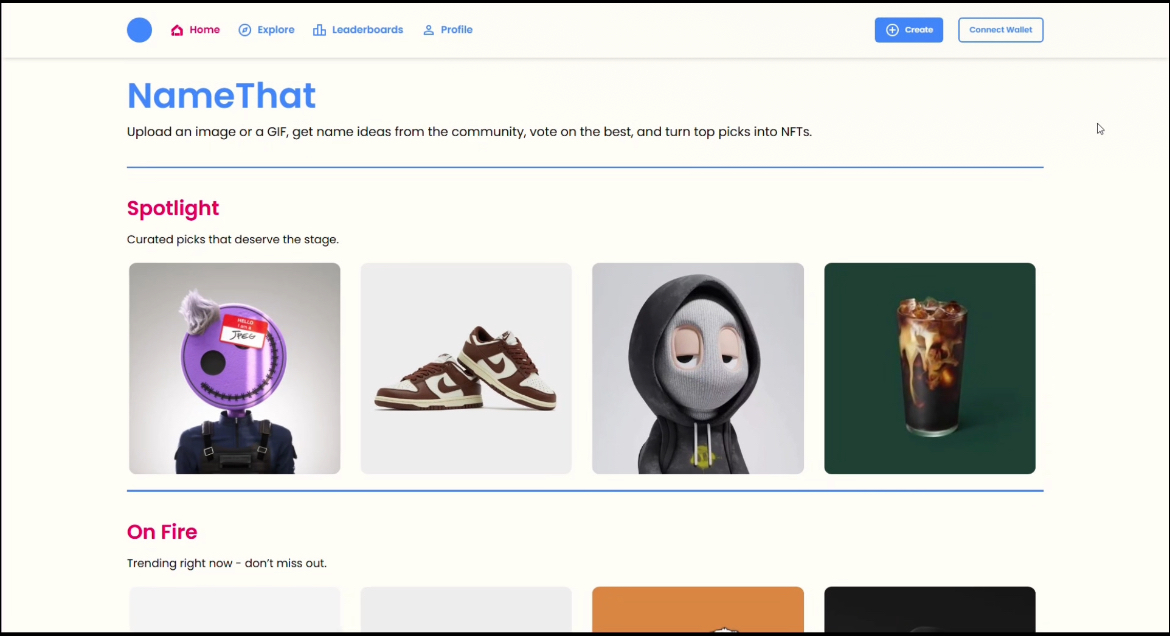 Home
Explore
Leaderboards
Profile
Create
Connect Wallet
NameThat
Upload an image or a GIF, get name ideas from the community, vote on the best, and turn top picks into NFTs.
Spotlight
Curated picks that deserve the stage.
HELLO
I am a
JPEG
On Fire
Trending right now - don't miss out.